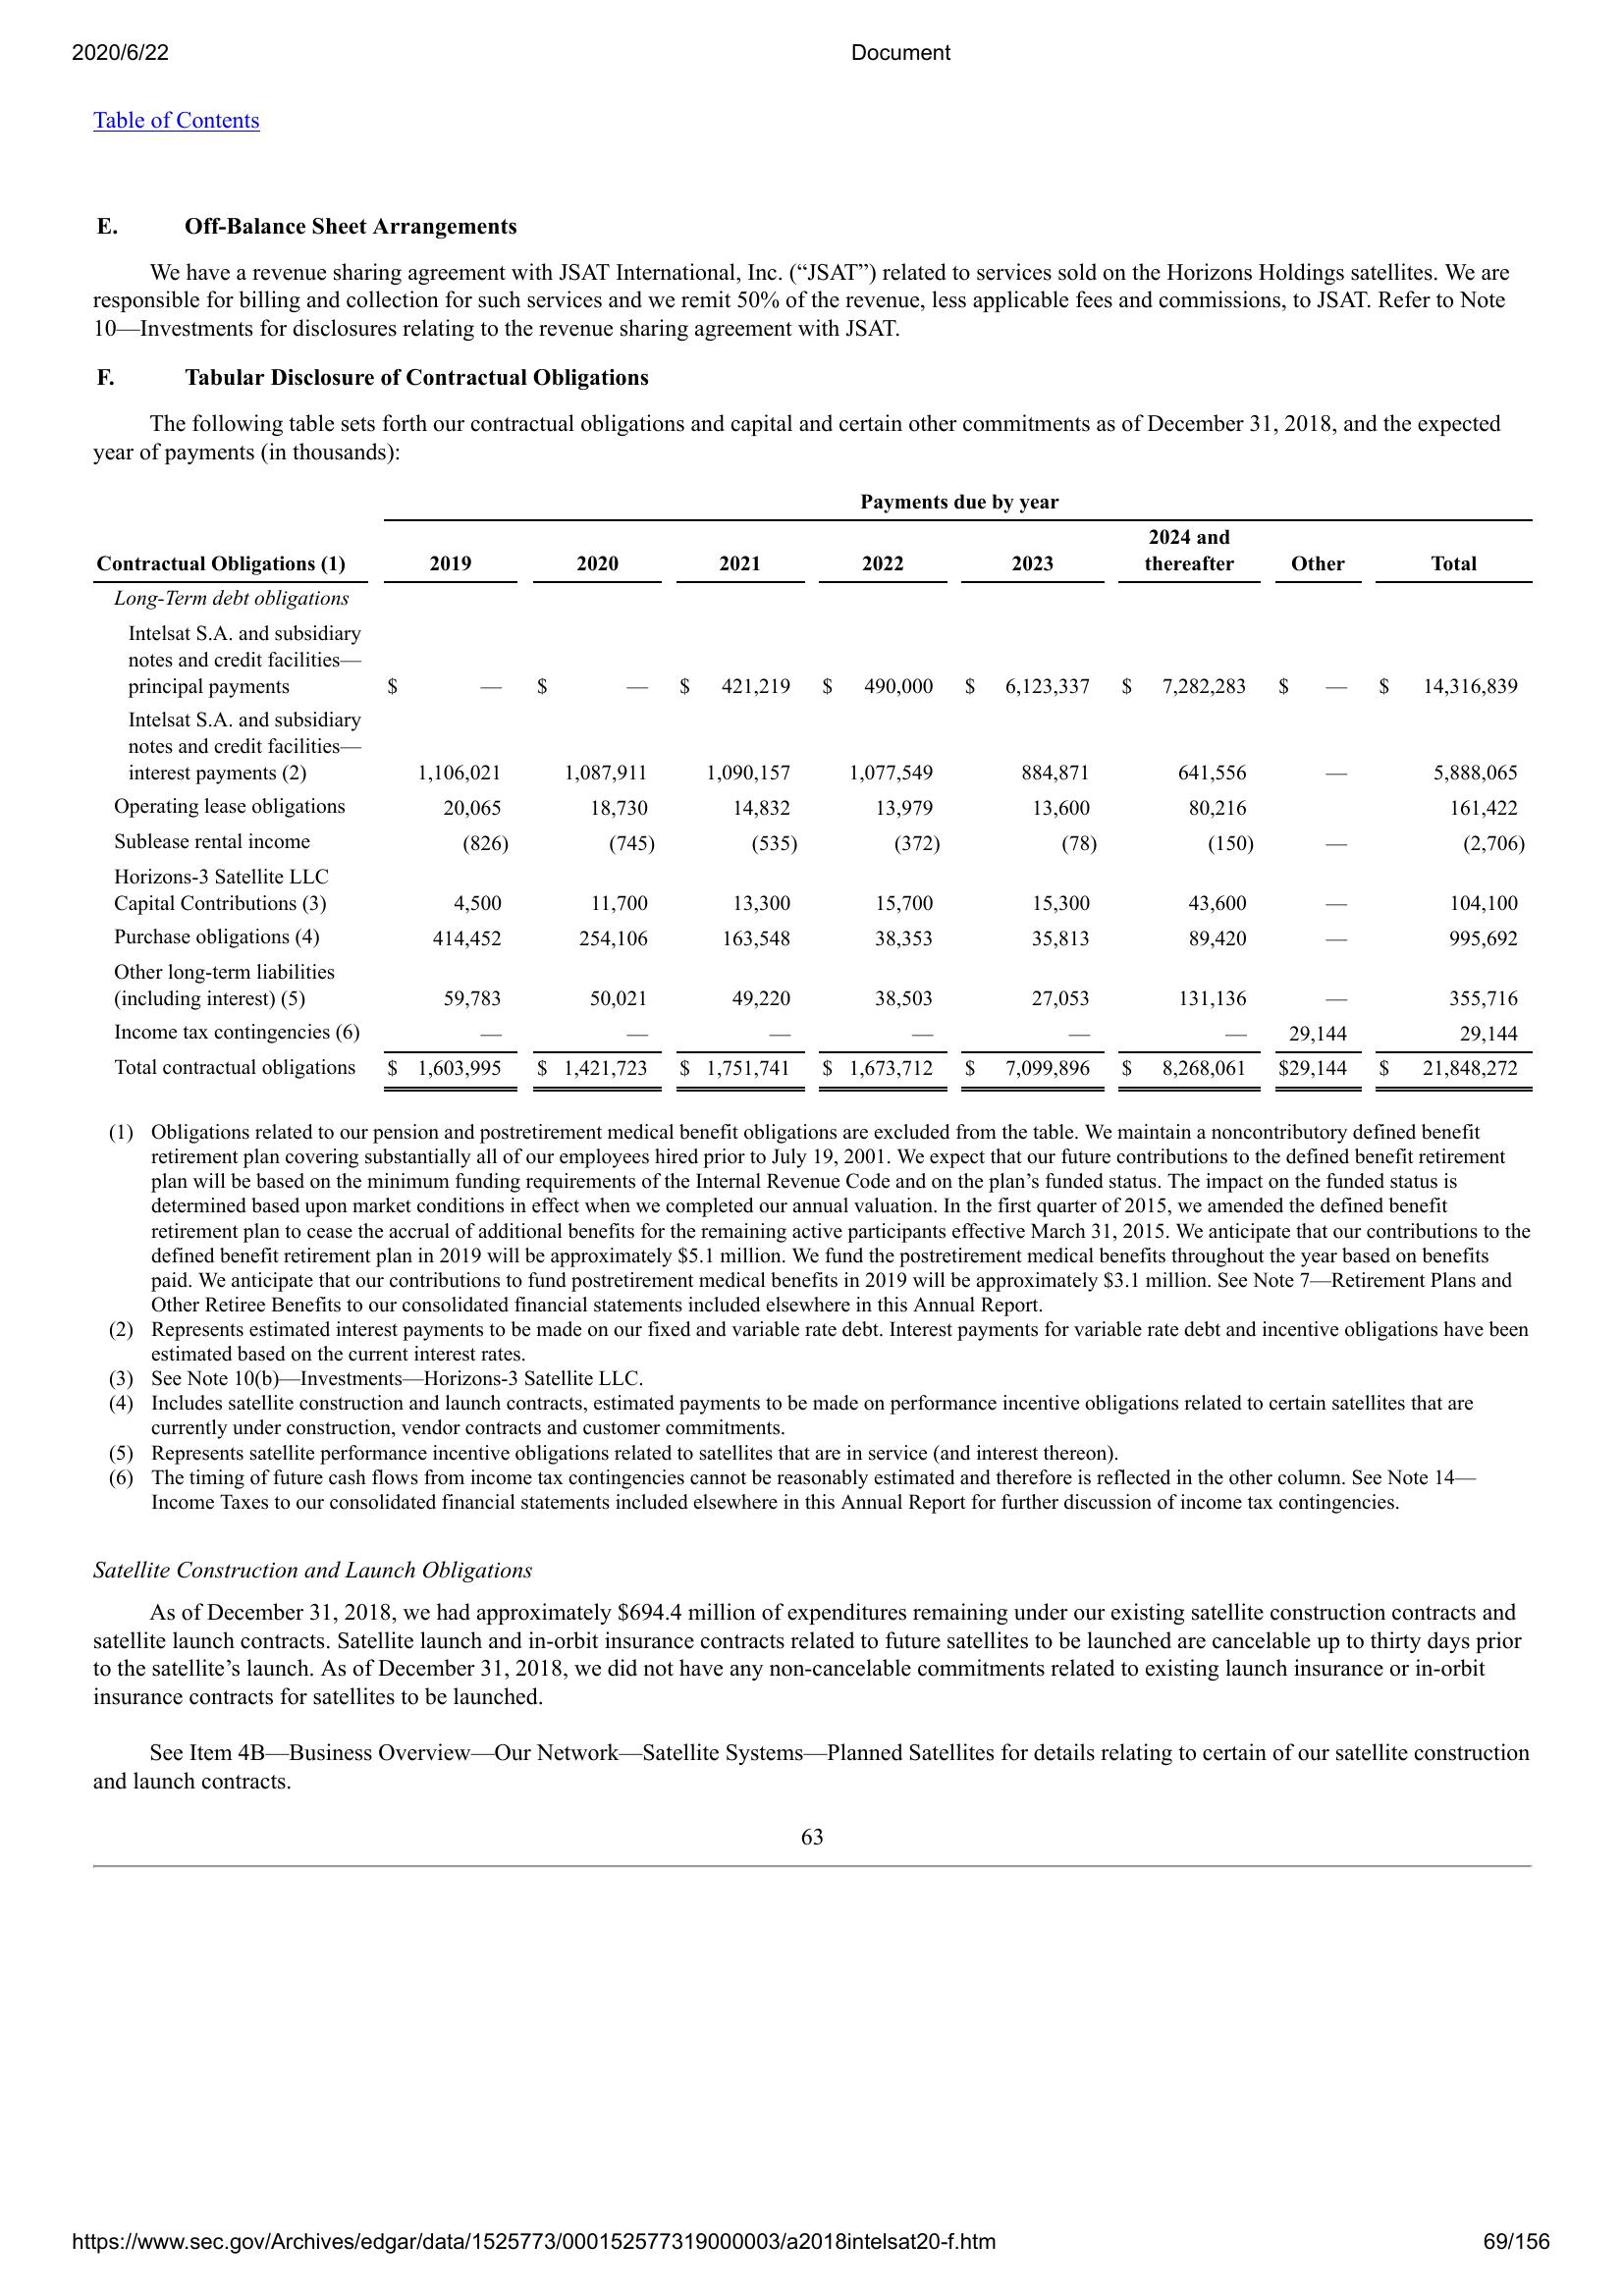 2020/6/22 Document
Table of Contents
E. Off-Balance Sheet Arrangements
We have a revenue sharing agreement with JSAT International, Inc. (“JSAT”) related to services sold on the Horizons Holdings satellites. We are
responsible for billing and collection for such services and we remit 50% of the revenue, less applicable fees and commissions, to JSAT. Refer to Note
10—Investments for disclosures relating to the revenue sharing agreement with JSAT.
F. Tabular Disclosure of Contractual Obligations
The following table sets forth our contractual obligations and capital and certain other commitments as of December 31, 2018, and the expected
year of payments (in thousands):
Payments due by year
Contractual Obligations (1) 2019 2020 2021 2022 2023 2024 and thereafter Other Total
Long-Term debt obligations
Intelsat S.A. and subsidiary
notes and credit facilities—
principal payments $ — $ — $ 421,219 $ 490,000 $ 6,123,337 $ 7,282,283 $ — $ 14,316,839
Intelsat S.A. and subsidiary
notes and credit facilities—
interest payments (2) 1,106,021 1,087,911 1,090,157 1,077,549 884,871 641,556 — 5,888,065
Operating lease obligations 20,065 18,730 14,832 13,979 13,600 80,216 161,422
Sublease rental income (826) (745) (535) (372) (78) (150) — (2,706)
Horizons-3 Satellite LLC
Capital Contributions (3) 4,500 11,700 13,300 15,700 15,300 43,600 — 104,100
Purchase obligations (4) 414,452 254,106 163,548 38,353 35,813 89,420 — 995,692
Other long-term liabilities
(including interest) (5) 59,783 50,021 49,220 38,503 27,053 131,136 — 355,716
Income tax contingencies (6) — — — — — — 29,144 29,144
Total contractual obligations $ 1,603,995 $ 1,421,723 $ 1,751,741 $ 1,673,712 $ 7,099,896 $ 8,268,061 $29,144 $ 21,848,272
(1) Obligations related to our pension and postretirement medical benefit obligations are excluded from the table. We maintain a noncontributory defined benefit
retirement plan covering substantially all of our employees hired prior to July 19, 2001. We expect that our future contributions to the defined benefit retirement
plan will be based on the minimum funding requirements of the Internal Revenue Code and on the plan’s funded status. The impact on the funded status is
determined based upon market conditions in effect when we completed our annual valuation. In the first quarter of 2015, we amended the defined benefit
retirement plan to cease the accrual of additional benefits for the remaining active participants effective March 31, 2015. We anticipate that our contributions to the
defined benefit retirement plan in 2019 will be approximately $5.1 million. We fund the postretirement medical benefits throughout the year based on benefits
paid. We anticipate that our contributions to fund postretirement medical benefits in 2019 will be approximately $3.1 million. See Note 7—Retirement Plans and
Other Retiree Benefits to our consolidated financial statements included elsewhere in this Annual Report.
(2) Represents estimated interest payments to be made on our fixed and variable rate debt. Interest payments for variable rate debt and incentive obligations have been
estimated based on the current interest rates.
(3) See Note 10(b)—Investments—Horizons-3 Satellite LLC.
(4) Includes satellite construction and launch contracts, estimated payments to be made on performance incentive obligations related to certain satellites that are
currently under construction, vendor contracts and customer commitments.
(5) Represents satellite performance incentive obligations related to satellites that are in service (and interest thereon).
(6) The timing of future cash flows from income tax contingencies cannot be reasonably estimated and therefore is reflected in the other column. See Note 14—
Income Taxes to our consolidated financial statements included elsewhere in this Annual Report for further discussion of income tax contingencies.
Satellite Construction and Launch Obligations
As of December 31, 2018, we had approximately $694.4 million of expenditures remaining under our existing satellite construction contracts and
satellite launch contracts. Satellite launch and in-orbit insurance contracts related to future satellites to be launched are cancelable up to thirty days prior
to the satellite’s launch. As of December 31, 2018, we did not have any non-cancelable commitments related to existing launch insurance or in-orbit
insurance contracts for satellites to be launched.
See Item 4B—Business Overview—Our Network—Satellite Systems—Planned Satellites for details relating to certain of our satellite construction
and launch contracts.
63
https://www.sec.gov/Archives/edgar/data/1525773/000152577319000003/a2018intelsat20-f.htm 69/156